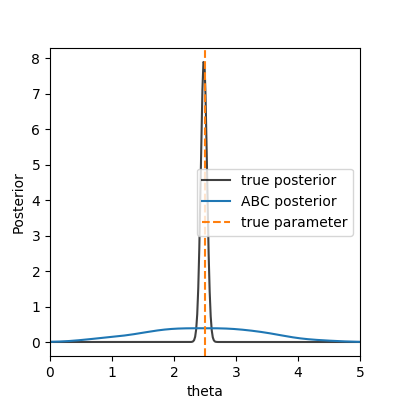 8
7
6
5
4
3
2
1
0
Posterior
true posterior
ABC posterior
true parameter
0 1 2 3 4 5
theta